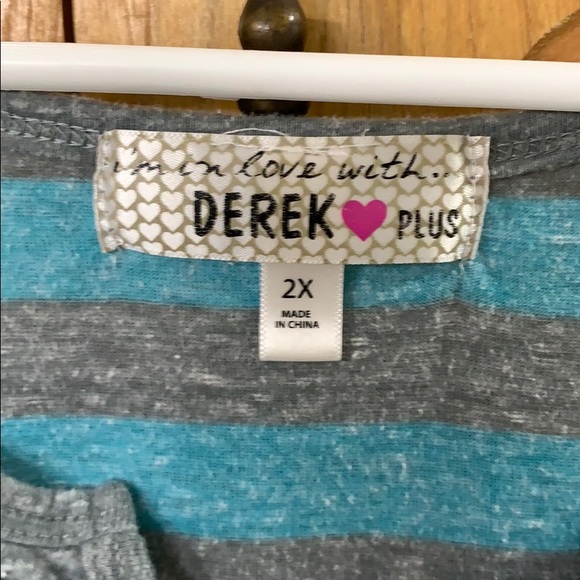 i'm in love with..
DEREK PLUS
2X
MADE
IN CHINA